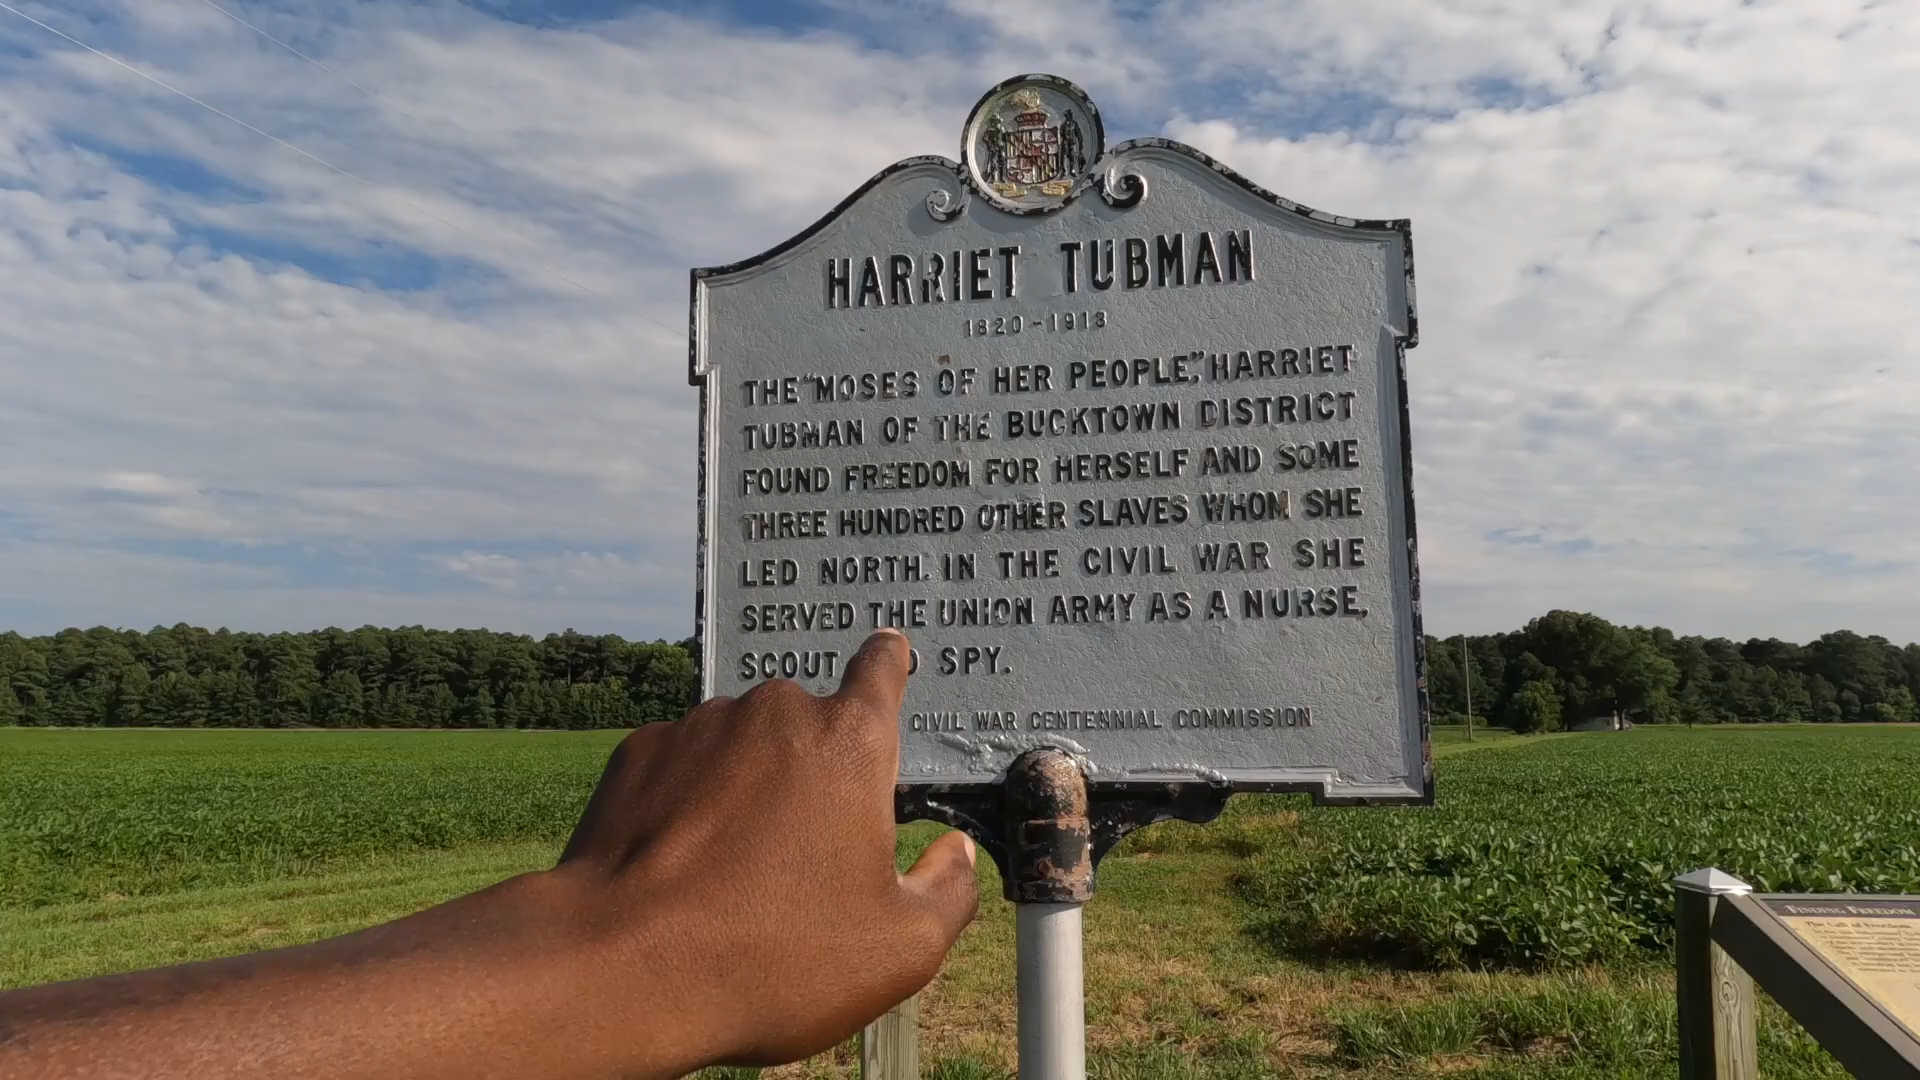 HARRIET TUBMAN
1820-1913
THE "MOSES OF HER PEOPLE," HARRIET
TUBMAN OF THE BUCKTOWN DISTRICT
FOUND FREEDOM FOR HERSELF AND SOME
THREE HUNDRED OTHER SLAVES WHOM SHE
LED NORTH. IN THE CIVIL WAR SHE
SERVED THE UNION ARMY AS A NURSE,
SCOUT SPY.
CIVIL WAR CENTENNIAL COMMISSION
FINDING FREEDOM